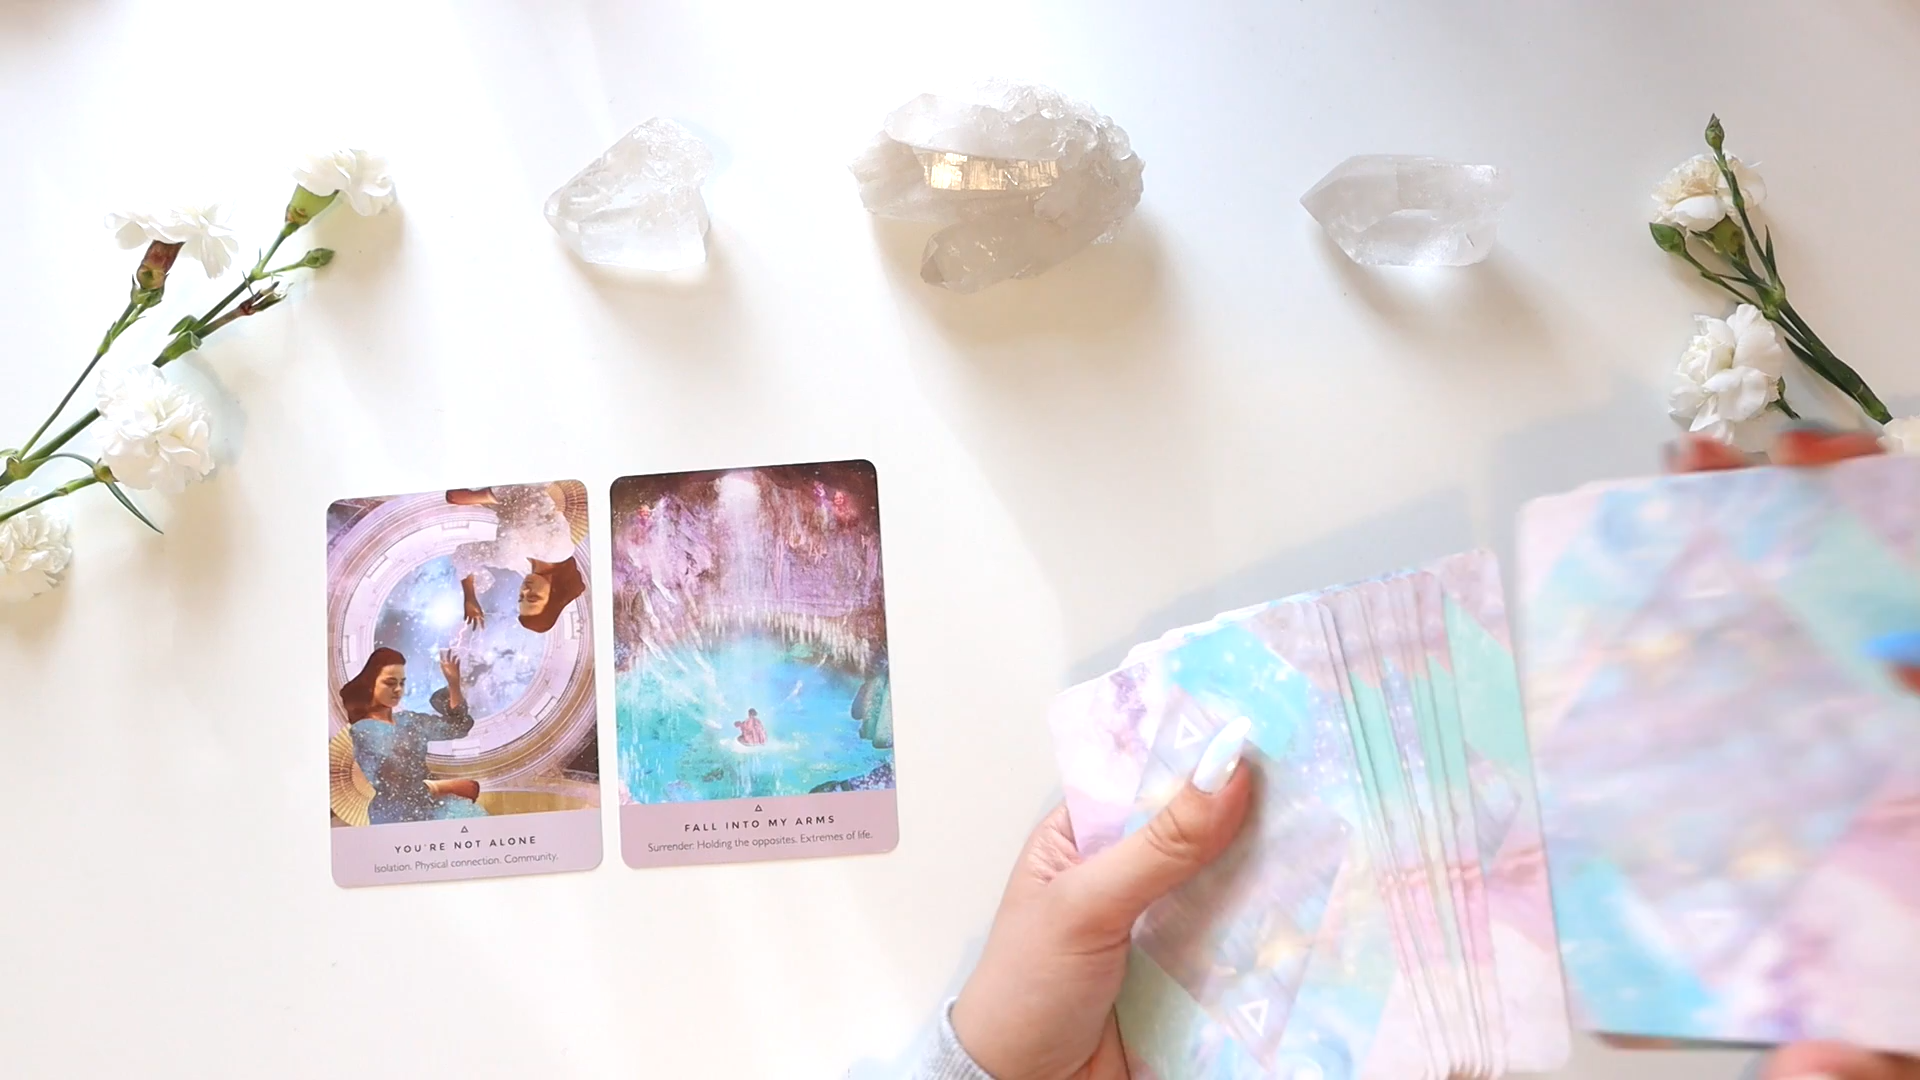 YOU'RE NOT ALONE
Isolation. Physical connection. Community.
FALL INTO MY ARMS
Surrender. Holding the opposites. Extremes of life.